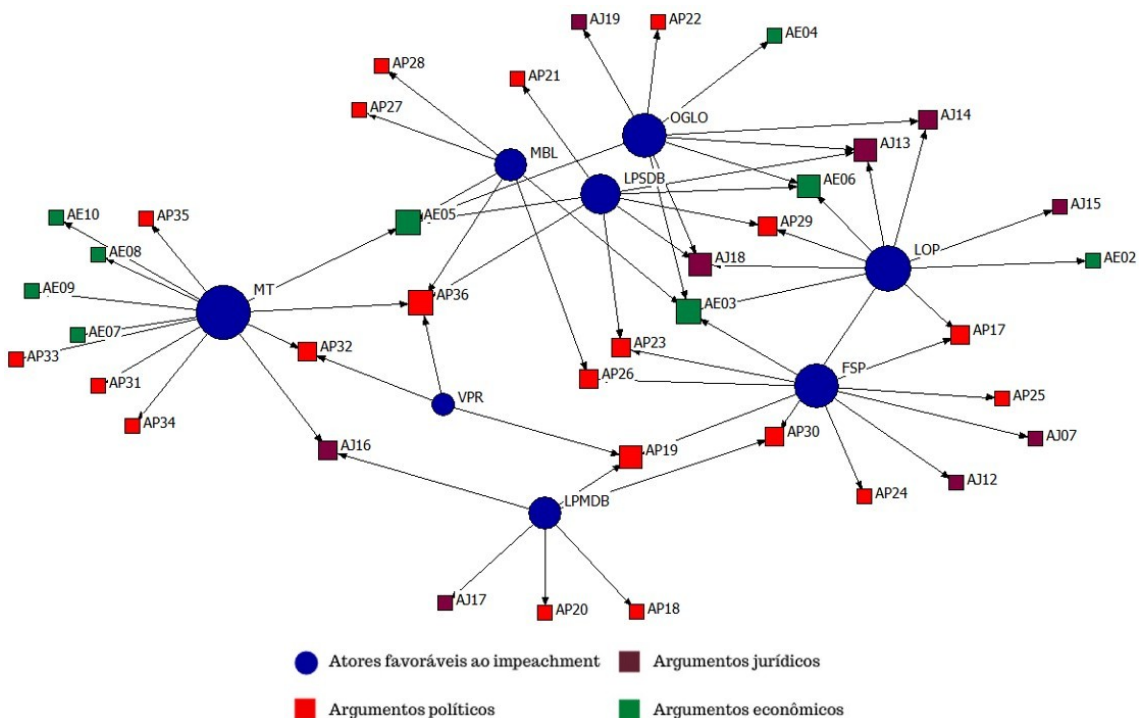 AJ19
AP22
AE04
AP28
AP21
AP27
OGLO
AJ14
MBL
AJ13
LPSDB
AE06
AE10
AP35
AE05
AP29
AJ15
AE08
LOP
AJ18
AE02
AE09
MT
AP36
AE03
AE07
AP33
AP32
AP23
AP17
AP31
AP26
FSP
VPR
AP25
AP34
AP30
AJ07
AJ16
AP19
AJ12
AP24
LPMDB
AJ17
AP20
AP18
Atores favoráveis ao impeachment
Argumentos jurídicos
Argumentos políticos
Argumentos econômicos